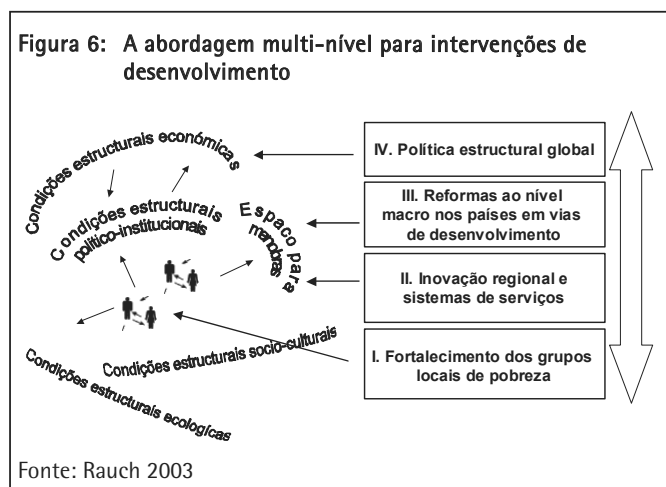 Figura 6: A abordagem multi-nível para intervenções de
desenvolvimento
Condições estructurais económicas
Condições estructurais
político-institucionais
Espaco para
manobras
Condições estructurais socio-culturais
Condições estructurais ecologícas
IV. Política estructural global
III. Reformas ao nível
macro nos países em vias
de desenvolvimento
II. Inovação regional e
sistemas de serviços
I. Fortalecimento dos grupos
locais de pobreza
Fonte: Rauch 2003